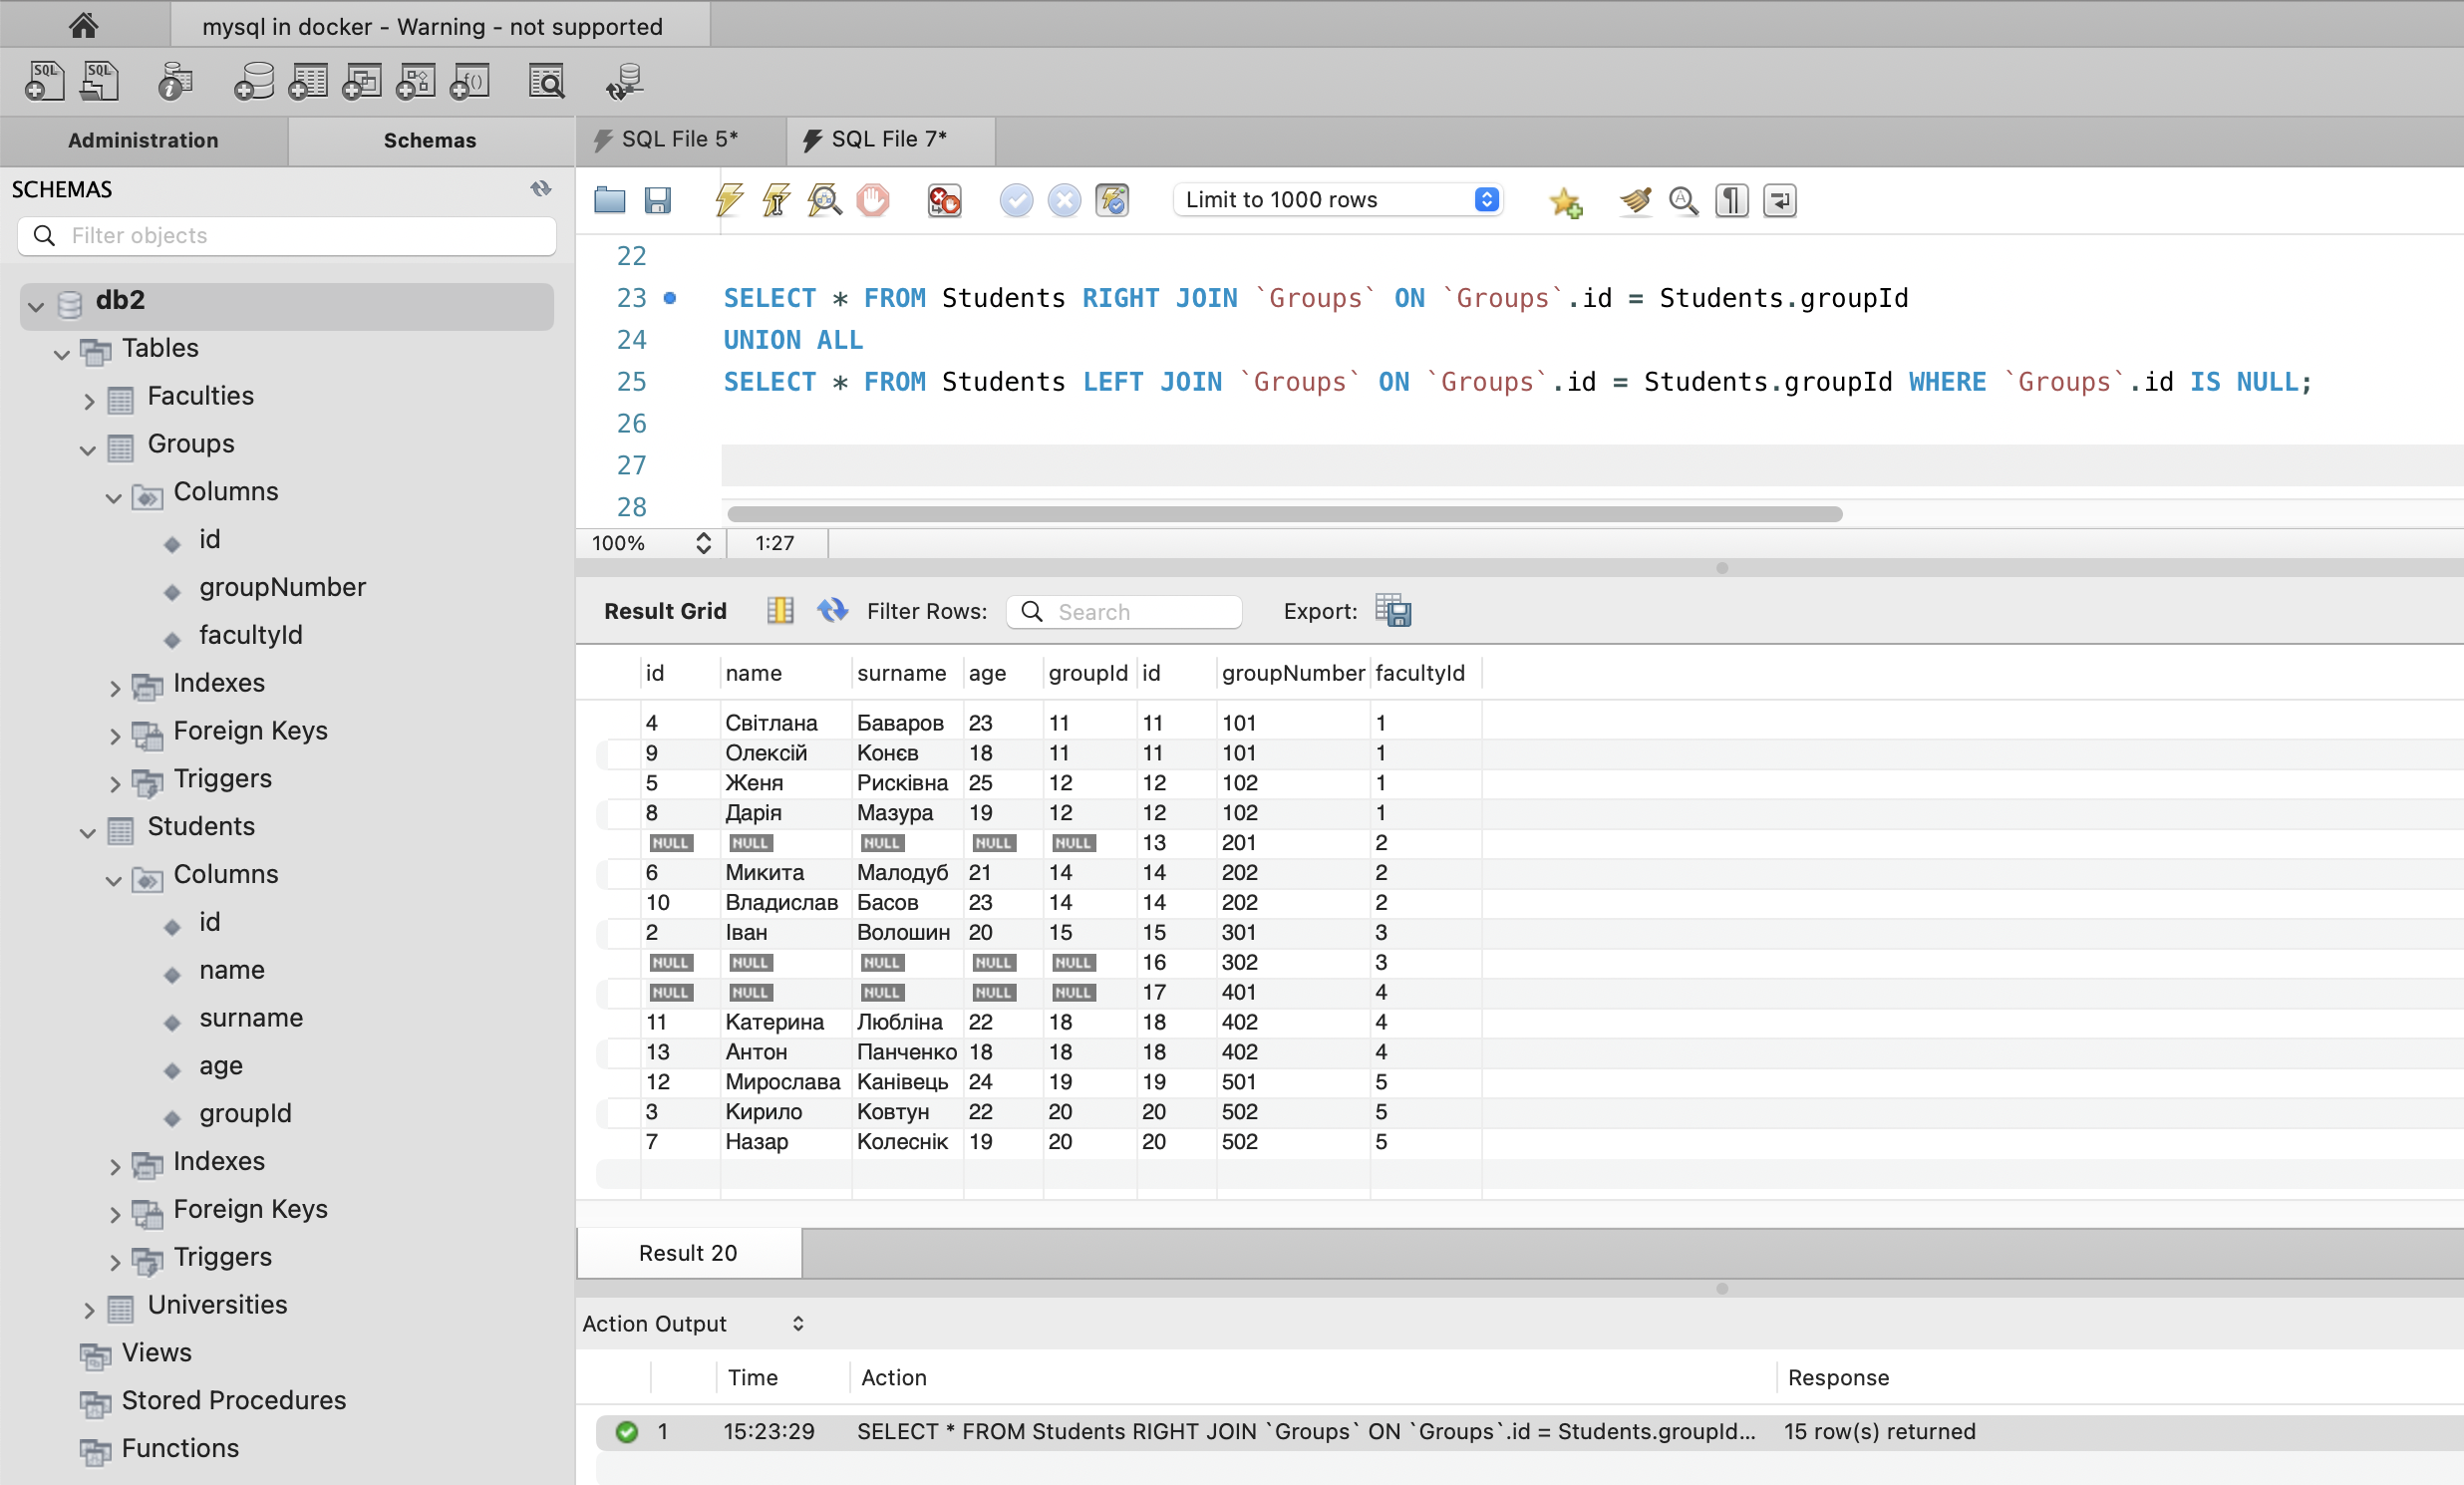 mysql in docker - Warning - not supported
Administration
Schemas
SQL File 5*
SQL File 7*
SCHEMAS
Filter objects
Limit to 1000 rows
db2
Tables
Faculties
Groups
Columns
id
groupNumber
facultyId
Indexes
Foreign Keys
Triggers
Students
Columns
id
name
surname
age
groupId
Indexes
Foreign Keys
Triggers
Universities
Views
Stored Procedures
Functions
22
23 SELECT * FROM Students RIGHT JOIN `Groups` ON `Groups`.id = Students.groupId
24 UNION ALL
25 SELECT * FROM Students LEFT JOIN `Groups` ON `Groups`.id = Students.groupId WHERE `Groups`.id IS NULL;
26
27
28
100% 1:27
Result Grid Filter Rows: Search Export:
id name surname age groupId id groupNumber facultyId
4 Світлана Баваров 23 11 11 101 1
9 Олексій Конєв 18 11 11 101 1
5 Женя Рисківна 25 12 12 102 1
8 Дарія Мазура 19 12 12 102 1
NULL NULL NULL NULL NULL 13 201 2
6 Микита Малодуб 21 14 14 202 2
10 Владислав Басов 23 14 14 202 2
2 Іван Волошин 20 15 15 301 3
NULL NULL NULL NULL NULL 16 302 3
NULL NULL NULL NULL NULL 17 401 4
11 Катерина Любліна 22 18 18 402 4
13 Антон Панченко 18 18 18 402 4
12 Мирослава Канівець 24 19 19 501 5
3 Кирило Ковтун 22 20 20 502 5
7 Назар Колеснік 19 20 20 502 5
Result 20
Action Output
Time Action Response
1 15:23:29 SELECT * FROM Students RIGHT JOIN `Groups` ON `Groups`.id = Students.groupId... 15 row(s) returned